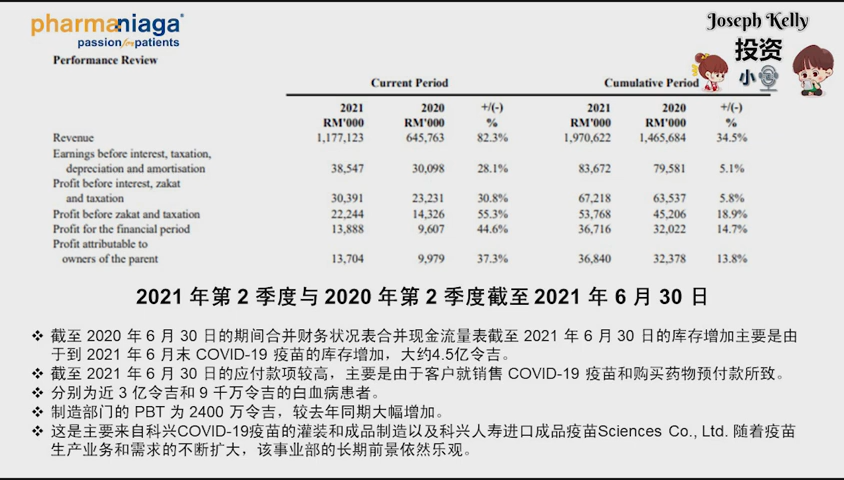 pharmaniaga®
passion for patients
Joseph Kelly
投资
小
Performance Review
Current Period Cumulative Period
2021 2020 +/(-) 2021 2020 +/(-)
RM'000 RM'000 % RM'000 RM'000 %
Revenue 1,177,123 645,763 82.3% 1,970,622 1,465,684 34.5%
Earnings before interest, taxation,
depreciation and amortisation 38,547 30,098 28.1% 83,672 79,581 5.1%
Profit before interest, zakat
and taxation 30,391 23,231 30.8% 67,218 63,537 5.8%
Profit before zakat and taxation 22,244 14,326 55.3% 53,768 45,206 18.9%
Profit for the financial period 13,888 9,607 44.6% 36,716 32,022 14.7%
Profit attributable to
owners of the parent 13,704 9,979 37.3% 36,840 32,378 13.8%
2021 年第 2 季度与 2020 年第 2 季度截至 2021 年 6 月 30 日
❖ 截至 2020 年 6 月 30 日的期间合并财务状况表合并现金流量表截至 2021 年 6 月 30 日的库存增加主要是由
于到 2021 年 6 月末 COVID-19 疫苗的库存增加，大约4.5亿令吉。
❖ 截至 2021 年 6 月 30 日的应付款项较高，主要是由于客户就销售 COVID-19 疫苗和购买药物预付款所致。
❖ 分别为近 3 亿令吉和 9 千万令吉的白血病患者。
❖ 制造部门的 PBT 为 2400 万令吉，较去年同期大幅增加。
❖ 这是主要来自科兴COVID-19疫苗的灌装和成品制造以及科兴人寿进口成品疫苗Sciences Co., Ltd. 随着疫苗
生产业务和需求的不断扩大，该事业部的长期前景依然乐观。